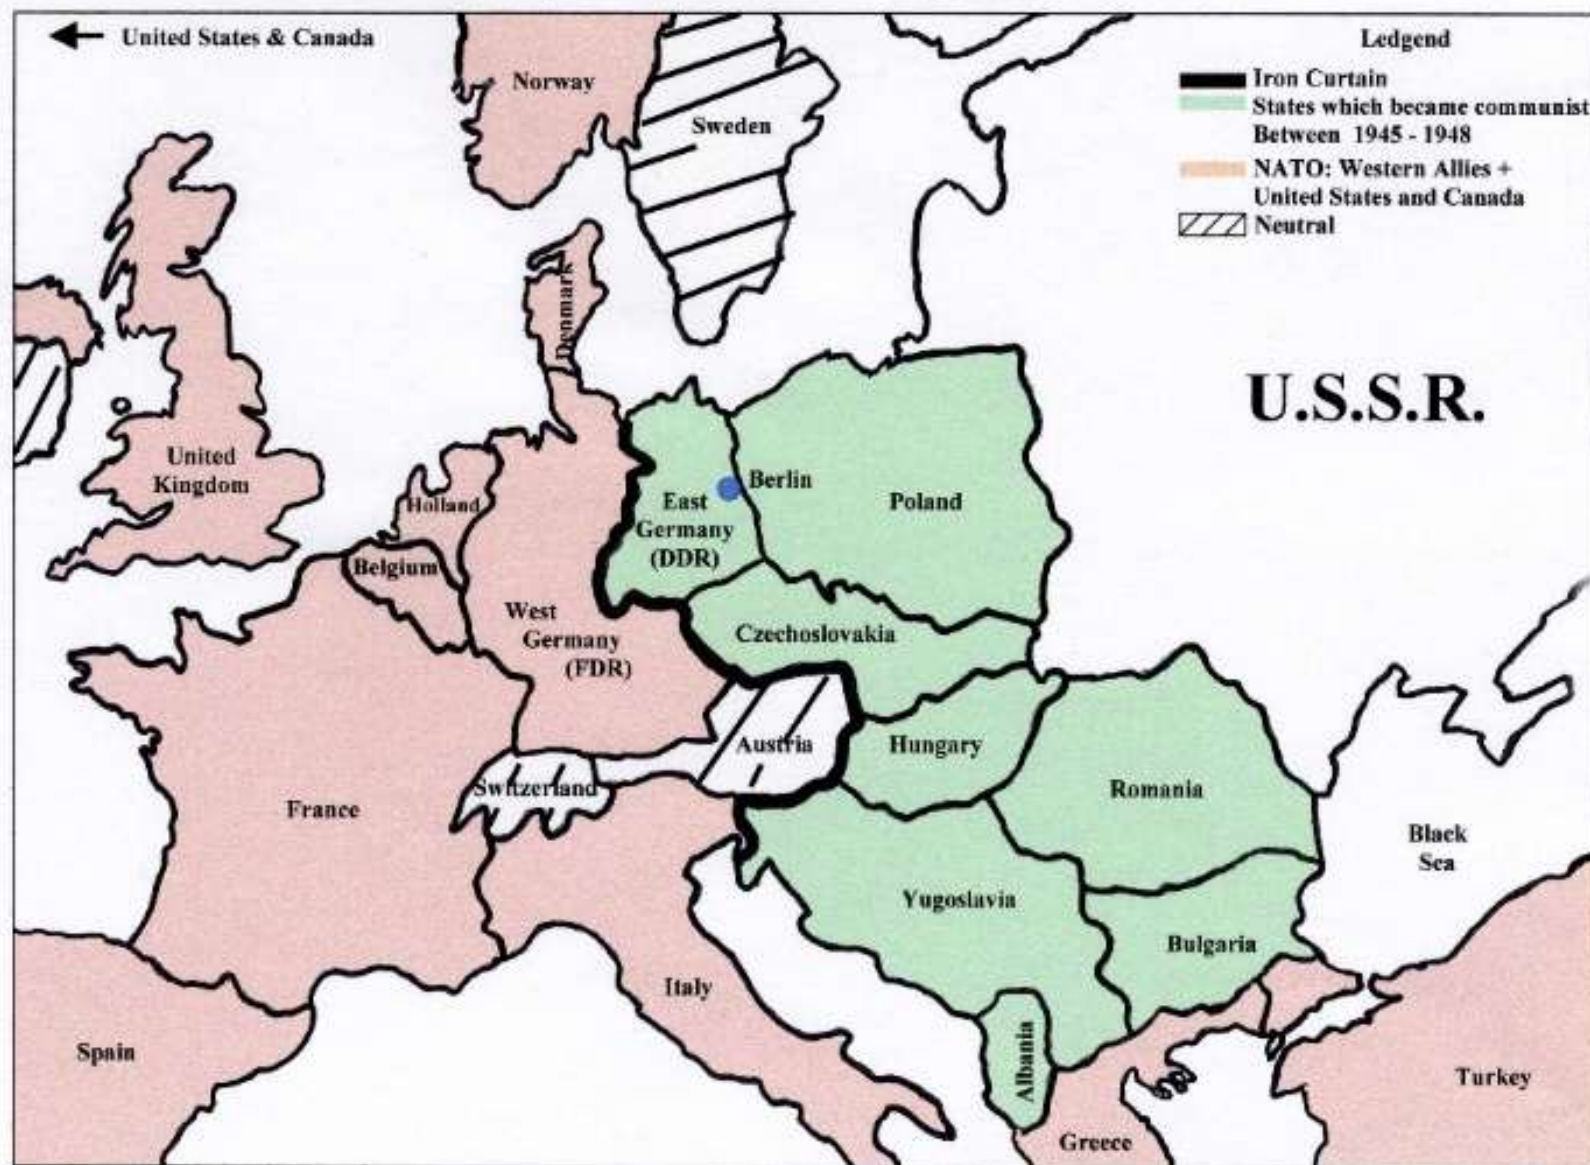 United States & Canada
Ledgend
Iron Curtain
States which became communist
Between 1945 - 1948
NATO: Western Allies +
United States and Canada
Neutral
Norway
Sweden
Denmark
U.S.S.R.
United
Kingdom
Holland
Belgium
Berlin
East
Germany
(DDR)
Poland
West
Germany
(FDR)
Czechoslovakia
Austria
Hungary
Switzerland
France
Romania
Black
Sea
Yugoslavia
Bulgaria
Italy
Spain
Albania
Turkey
Greece